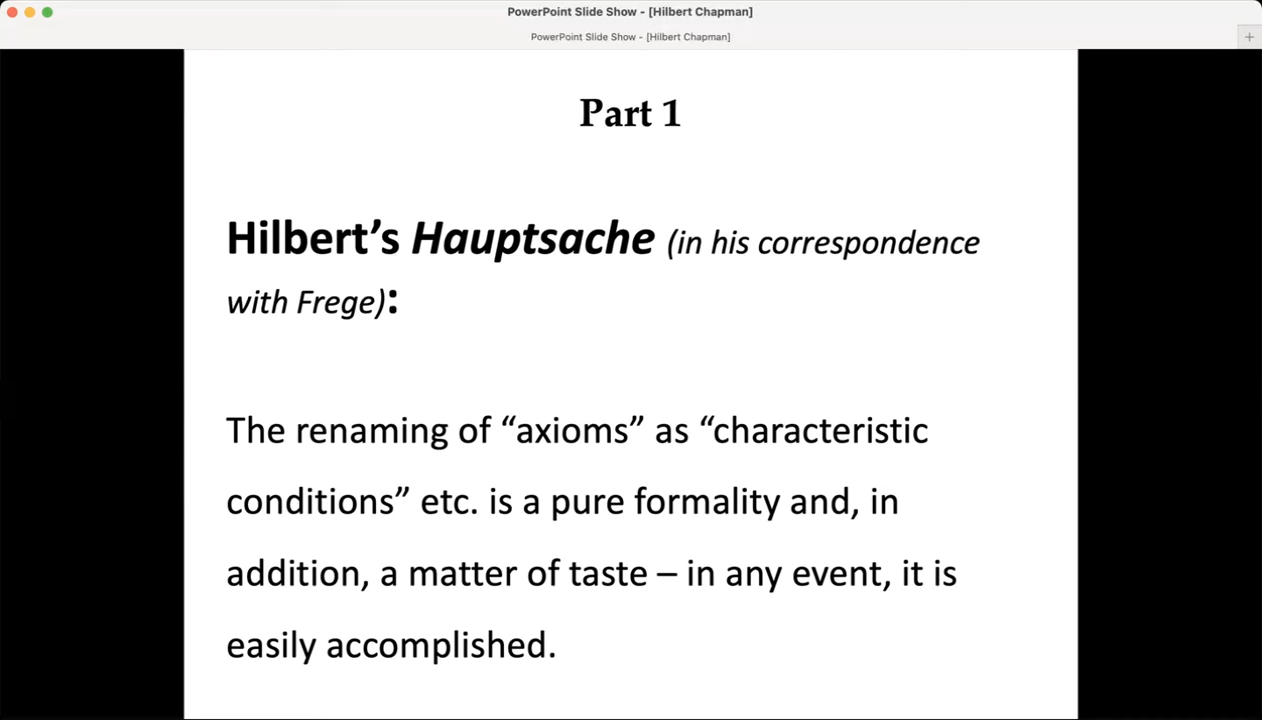 PowerPoint Slide Show - [Hilbert Chapman]
PowerPoint Slide Show - [Hilbert Chapman]
Part 1
Hilbert’s Hauptsache (in his correspondence
with Frege):
The renaming of “axioms” as “characteristic
conditions” etc. is a pure formality and, in
addition, a matter of taste – in any event, it is
easily accomplished.